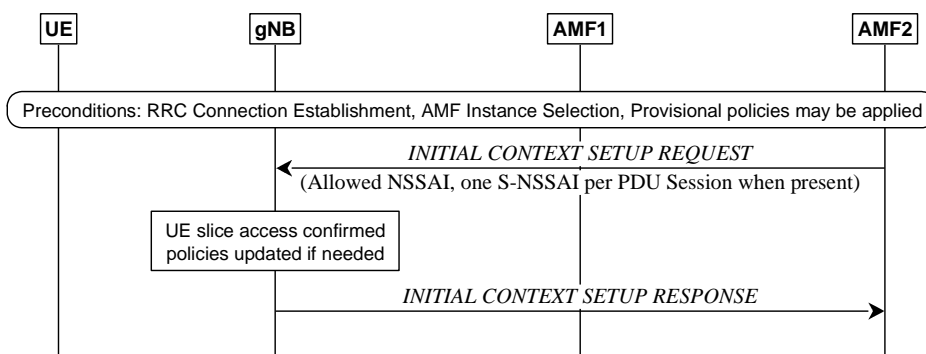 UE gNB AMF1 AMF2
Preconditions: RRC Connection Establishment, AMF Instance Selection, Provisional policies may be applied
INITIAL CONTEXT SETUP REQUEST
(Allowed NSSAI, one S-NSSAI per PDU Session when present)
UE slice access confirmed
policies updated if needed
INITIAL CONTEXT SETUP RESPONSE